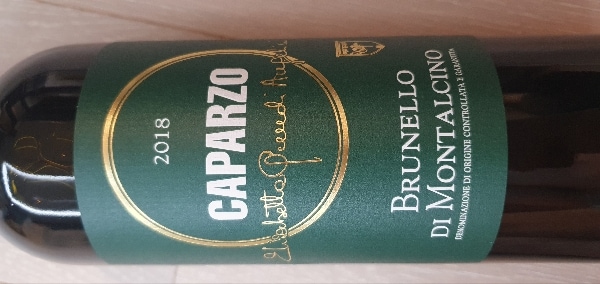 2018
CAPARZO
BRUNELLO
DI MONTALCINO
DENOMINAZIONE DI ORIGINE CONTROLLATA E GARANTITA